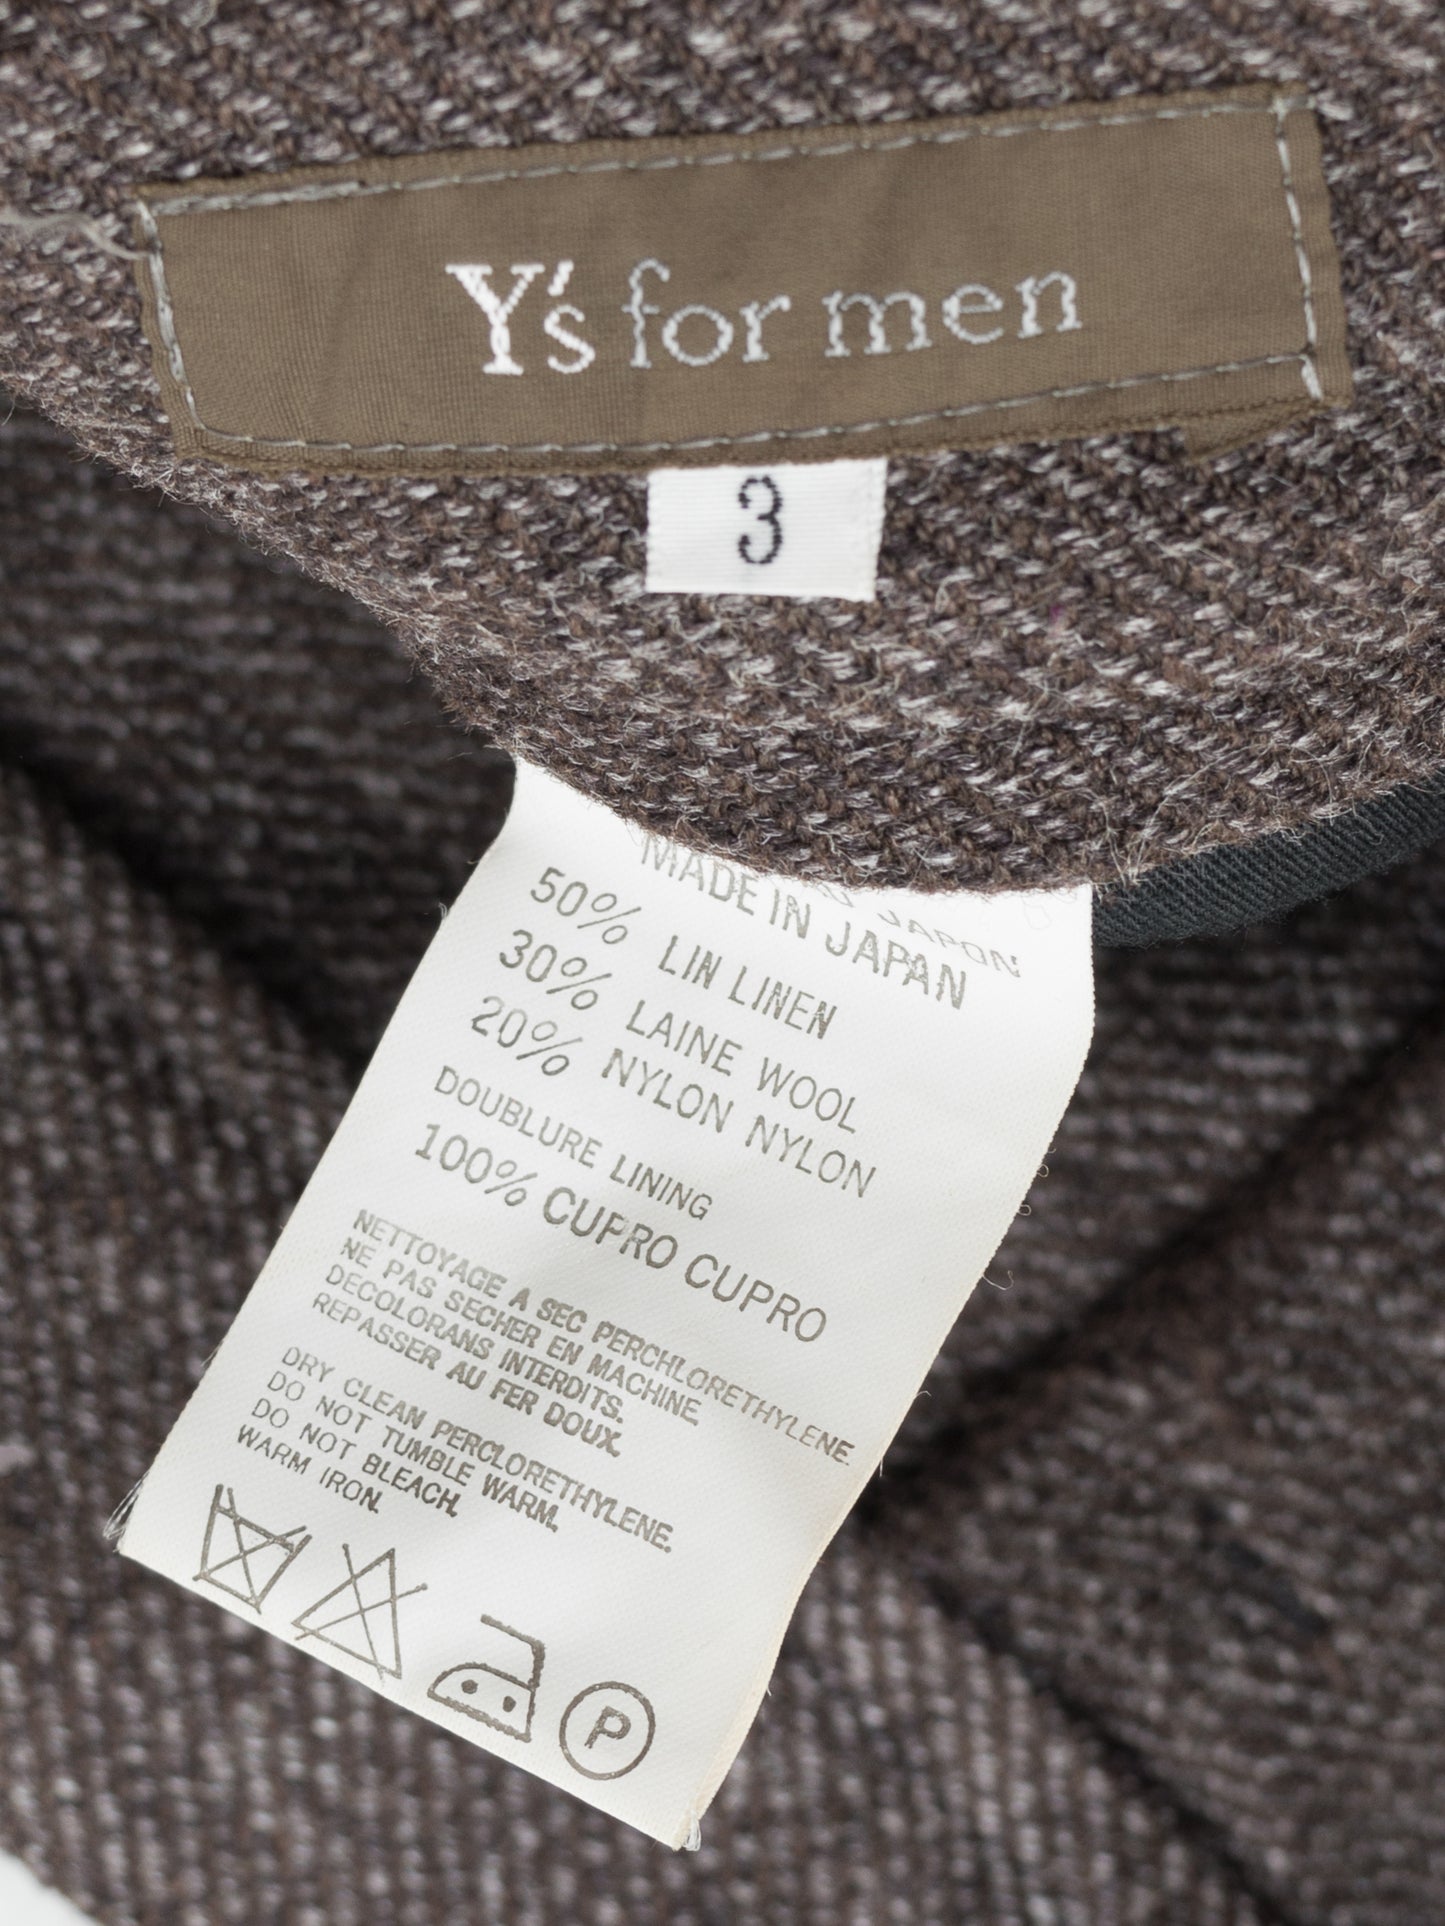 Y's for men
3
JAPON
MADE IN JAPAN
50% LIN LINEN
30% LAINE WOOL
20% NYLON NYLON
DOUBLURE LINING
100% CUPRO CUPRO
NETTOYAGE A SEC PERCHLORETHYLENE.
NE PAS SECHER EN MACHINE.
DECOLORANS INTERDITS.
REPASSER AU FER DOUX.
DRY CLEAN PERCLORETHYLENE.
DO NOT TUMBLE WARM.
DO NOT BLEACH.
WARM IRON.
P